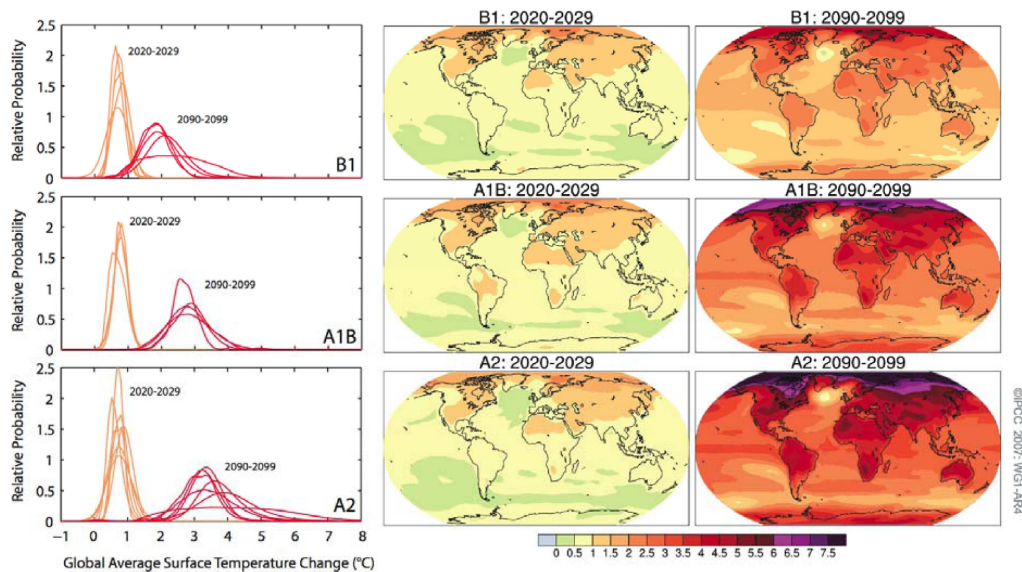 B1: 2020-2029
B1: 2090-2099
2.5
2
1.5
1
0.5
0
Relative Probability
2020-2029
2090-2099
B1
A1B: 2020-2029
A1B: 2090-2099
2.5
2
1.5
1
0.5
0
Relative Probability
2020-2029
2090-2099
A1B
A2: 2020-2029
A2: 2090-2099
2.5
2
1.5
1
0.5
0
Relative Probability
2020-2029
2090-2099
A2
−1 0 1 2 3 4 5 6 7 8
Global Average Surface Temperature Change (°C)
0 0.5 1 1.5 2 2.5 3 3.5 4 4.5 5 5.5 6 6.5 7 7.5
©IPCC 2007: WG1-AR4